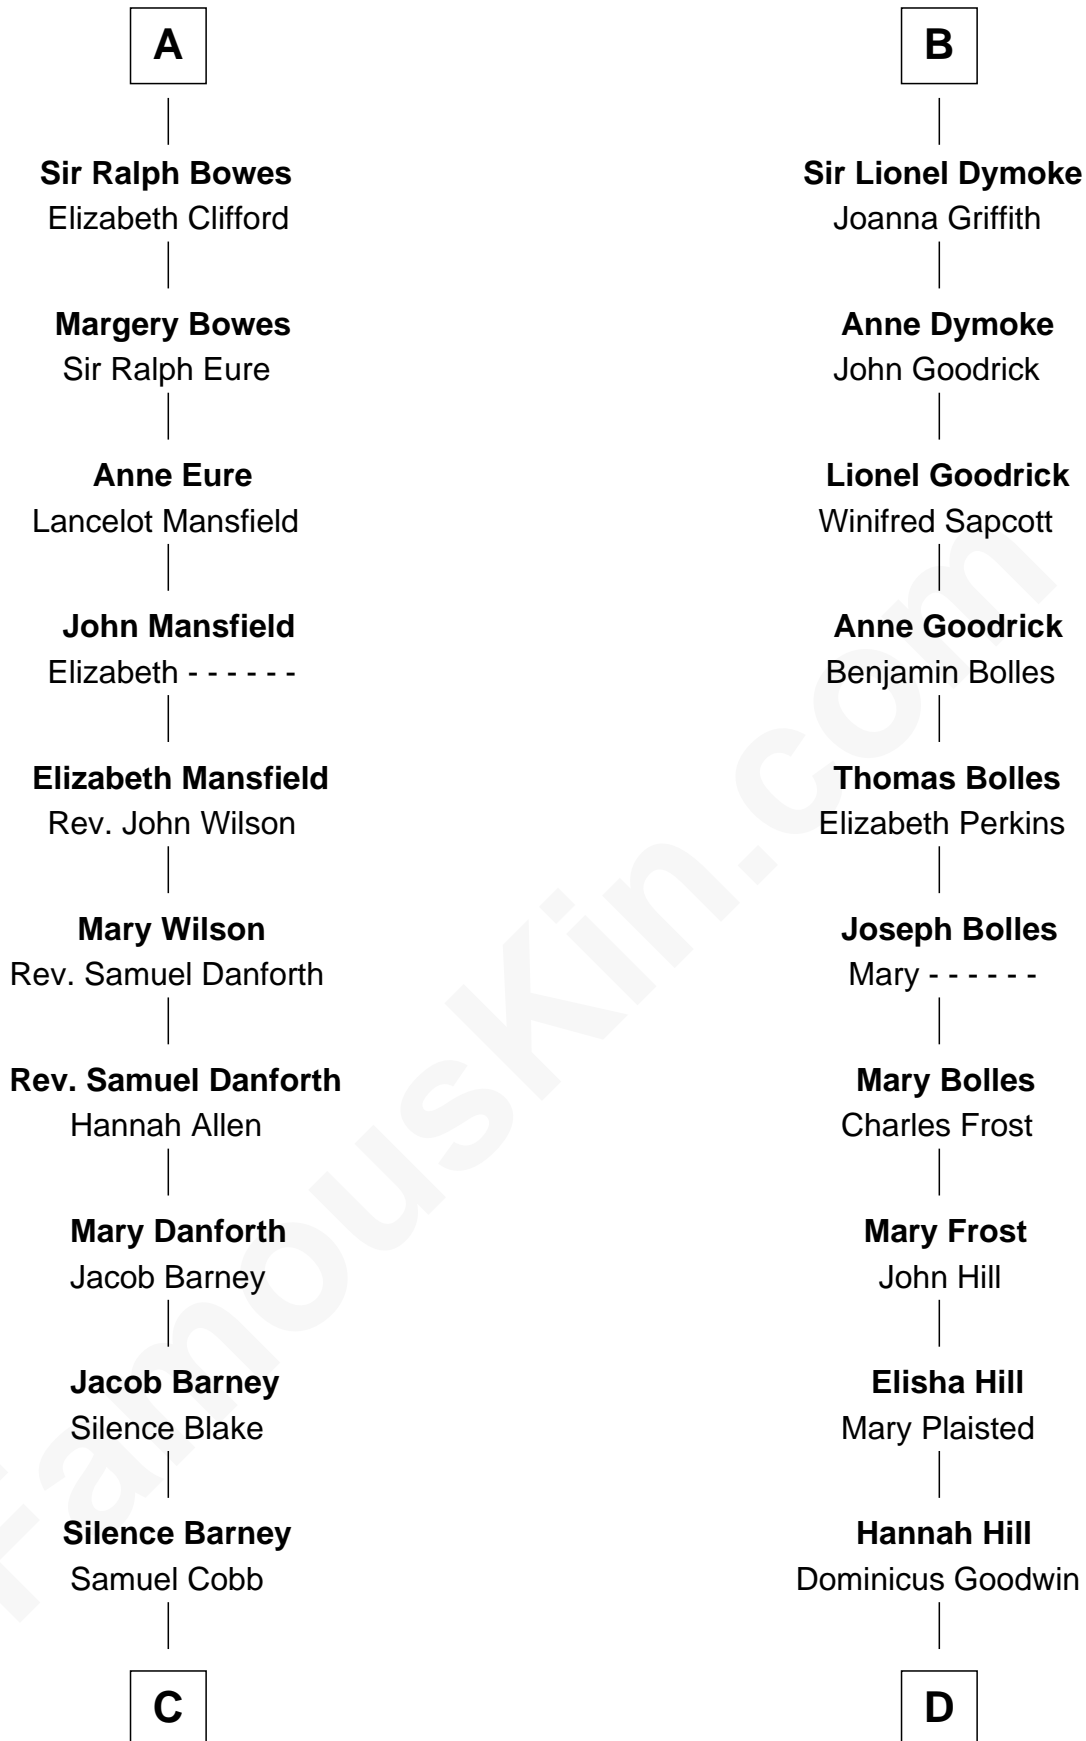 A
Sir Ralph Bowes
Elizabeth Clifford
Margery Bowes
Sir Ralph Eure
Anne Eure
Lancelot Mansfield
John Mansfield
Elizabeth - - - - - -
Elizabeth Mansfield
Rev. John Wilson
Mary Wilson
Rev. Samuel Danforth
Rev. Samuel Danforth
Hannah Allen
Mary Danforth
Jacob Barney
Jacob Barney
Silence Blake
Silence Barney
Samuel Cobb
C
B
Sir Lionel Dymoke
Joanna Griffith
Anne Dymoke
John Goodrick
Lionel Goodrick
Winifred Sapcott
Anne Goodrick
Benjamin Bolles
Thomas Bolles
Elizabeth Perkins
Joseph Bolles
Mary - - - - - -
Mary Bolles
Charles Frost
Mary Frost
John Hill
Elisha Hill
Mary Plaisted
Hannah Hill
Dominicus Goodwin
D
FamousKin.com